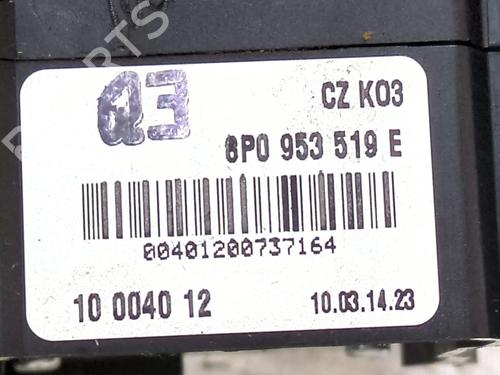 Q3
CZ K03
8P0 953 519 E
00401200737164
10 0040 12
10.03.14.23